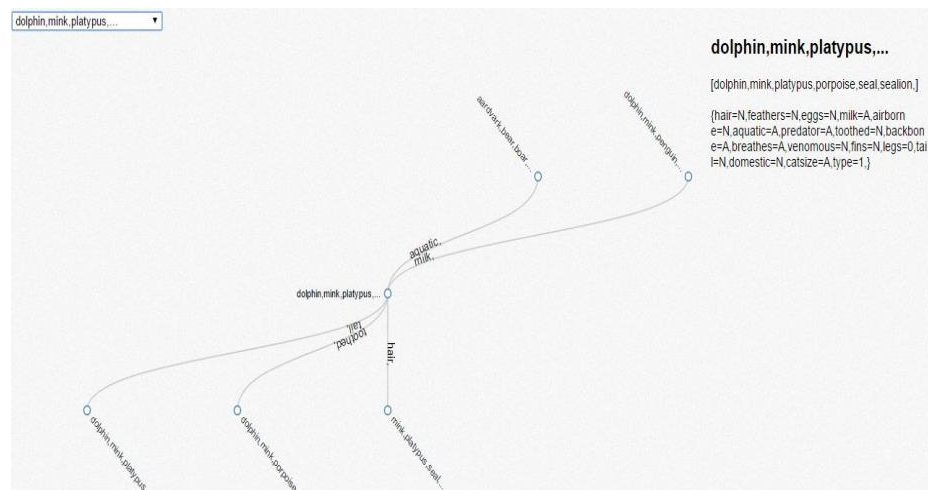 dolphin,mink,platypus,...
dolphin,mink,platypus,...
[dolphin,mink,platypus,porpoise,seal,sealion,]
{hair=N,feathers=N,eggs=N,milk=A,airborn
e=N,aquatic=A,predator=A,toothed=N,backbon
e=A,breathes=A,venomous=N,fins=N,legs=0,tai
l=N,domestic=N,catsize=A,type=1,}
aardvark,bear,boar,...
dolphin,mink,penguin,...
aquatic,
milk,
dolphin,mink,platypus,...
tail,
toothed,
hair,
dolphin,mink,platypus
dolphin,mink,porpoise
mink,platypus,seal,...